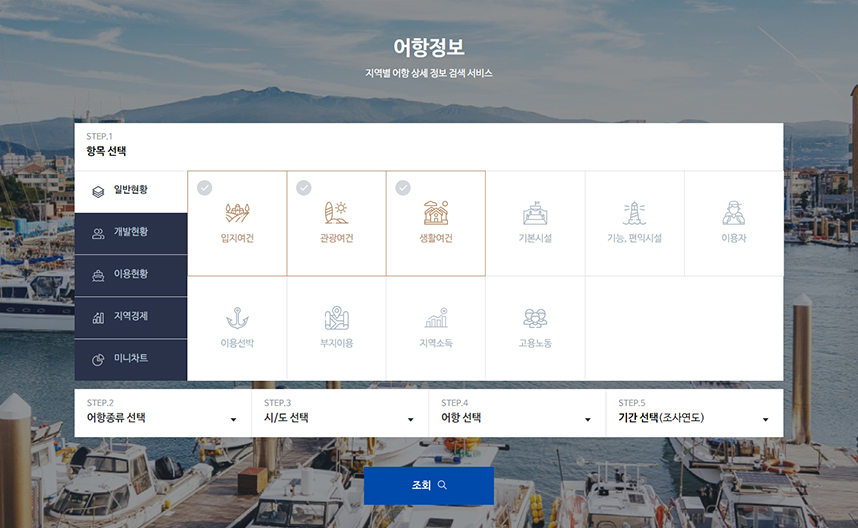 어항정보
지역별 어항 상세 정보 검색 서비스
STEP.1
항목 선택
일반현황
개발현황
이용현황
지역경제
미니차트
입지여건
관광여건
생활여건
기본시설
기능, 편익시설
이용자
이용선박
부지이용
지역소득
고용노동
STEP.2
어항종류 선택
STEP.3
시/도 선택
STEP.4
어항 선택
STEP.5
기간 선택(조사연도)
조회